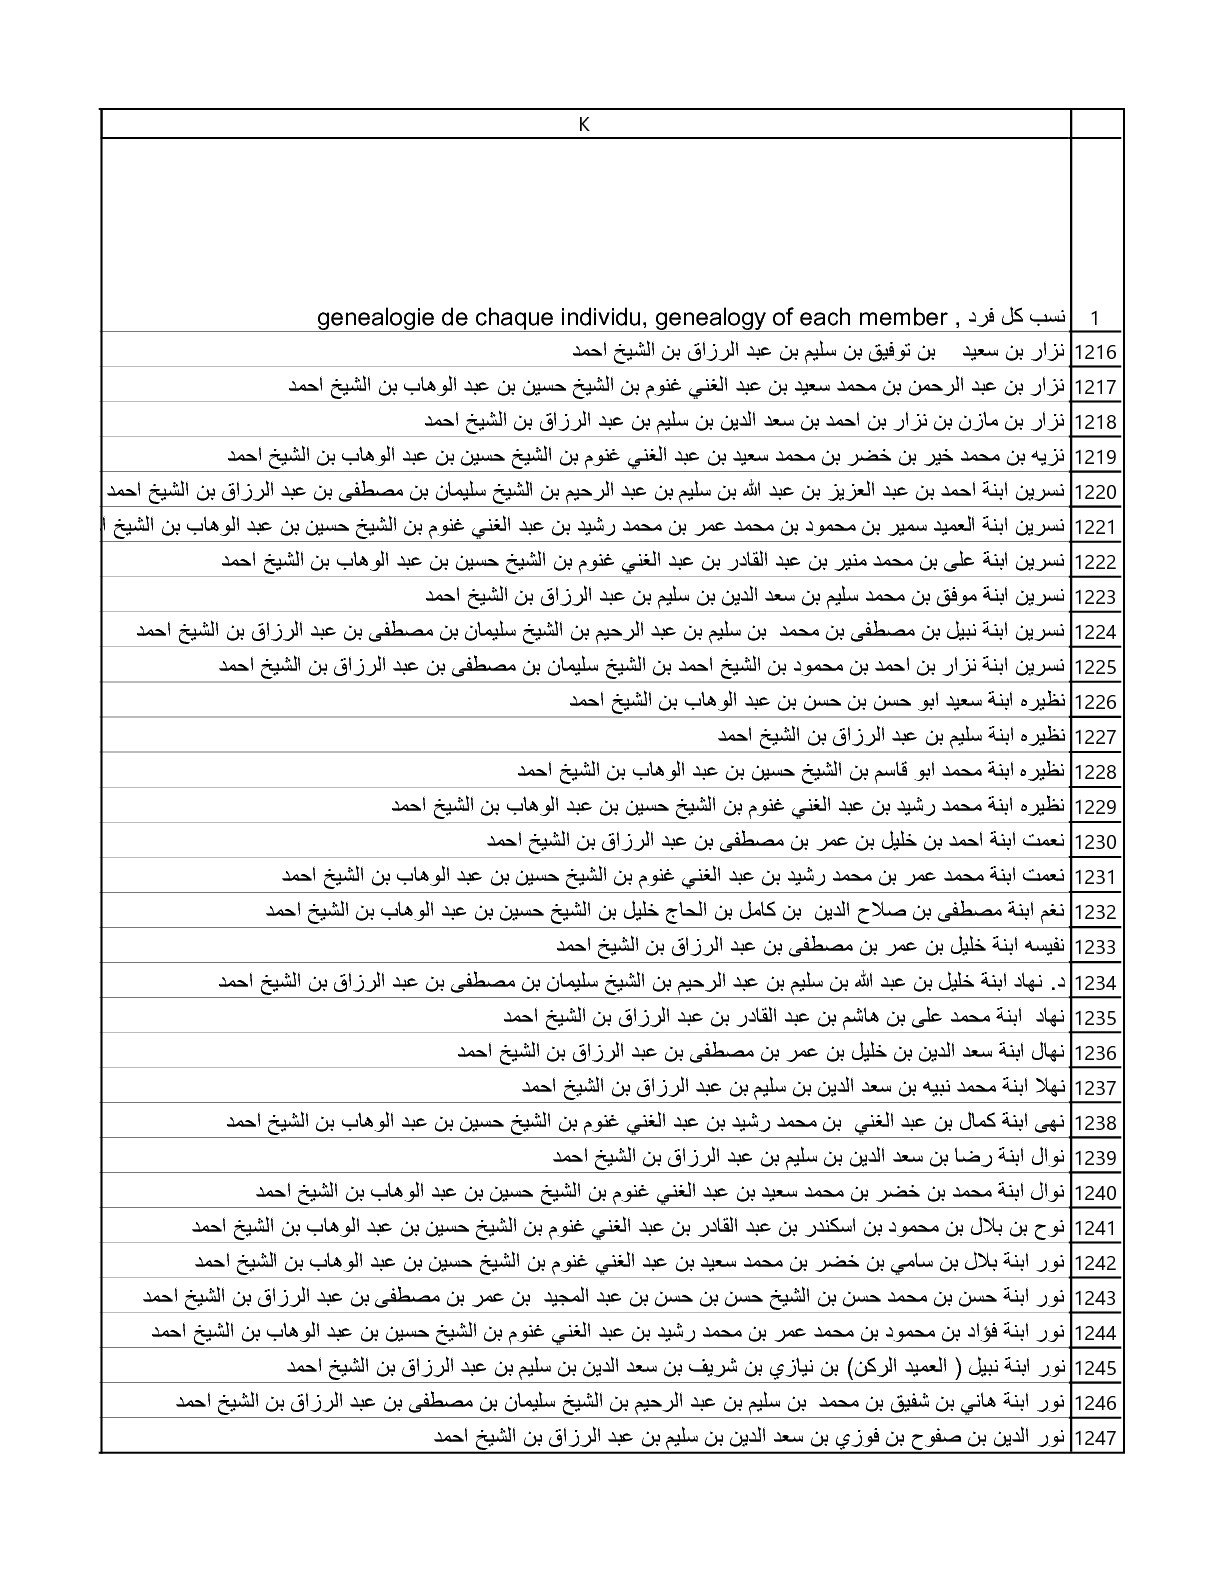 K
1 نسب كل فرد , genealogie de chaque individu, genealogy of each member
1216 نزار بن سعيد بن توفيق بن سليم بن عبد الرزاق بن الشيخ احمد
1217 نزار بن عبد الرحمن بن محمد سعيد بن عبد الغني غنوم بن الشيخ حسين بن عبد الوهاب بن الشيخ احمد
1218 نزار بن مازن بن نزار بن احمد بن سعد الدين بن سليم بن عبد الرزاق بن الشيخ احمد
1219 نزيه بن محمد خير بن خضر بن محمد سعيد بن عبد الغني غنوم بن الشيخ حسين بن عبد الوهاب بن الشيخ احمد
1220 نسرين ابنة احمد بن عبد العزيز بن عبد الله بن سليم بن عبد الرحيم بن الشيخ سليمان بن مصطفى بن عبد الرزاق بن الشيخ احمد
1221 نسرين ابنة العميد سمير بن محمود بن محمد عمر بن محمد رشيد بن عبد الغني غنوم بن الشيخ حسين بن عبد الوهاب بن الشيخ ا
1222 نسرين ابنة على بن محمد منير بن عبد القادر بن عبد الغني غنوم بن الشيخ حسين بن عبد الوهاب بن الشيخ احمد
1223 نسرين ابنة موفق بن محمد سليم بن سعد الدين بن سليم بن عبد الرزاق بن الشيخ احمد
1224 نسرين ابنة نبيل بن مصطفى بن محمد بن سليم بن عبد الرحيم بن الشيخ سليمان بن مصطفى بن عبد الرزاق بن الشيخ احمد
1225 نسرين ابنة نزار بن احمد بن محمود بن الشيخ احمد بن الشيخ سليمان بن مصطفى بن عبد الرزاق بن الشيخ احمد
1226 نظيره ابنة سعيد ابو حسن بن حسن بن عبد الوهاب بن الشيخ احمد
1227 نظيره ابنة سليم بن عبد الرزاق بن الشيخ احمد
1228 نظيره ابنة محمد ابو قاسم بن الشيخ حسين بن عبد الوهاب بن الشيخ احمد
1229 نظيره ابنة محمد رشيد بن عبد الغني غنوم بن الشيخ حسين بن عبد الوهاب بن الشيخ احمد
1230 نعمت ابنة احمد بن خليل بن عمر بن مصطفى بن عبد الرزاق بن الشيخ احمد
1231 نعمت ابنة محمد عمر بن محمد رشيد بن عبد الغني غنوم بن الشيخ حسين بن عبد الوهاب بن الشيخ احمد
1232 نغم ابنة مصطفى بن صلاح الدين بن كامل بن الحاج خليل بن الشيخ حسين بن عبد الوهاب بن الشيخ احمد
1233 نفيسه ابنة خليل بن عمر بن مصطفى بن عبد الرزاق بن الشيخ احمد
1234 د. نهاد ابنة خليل بن عبد الله بن سليم بن عبد الرحيم بن الشيخ سليمان بن مصطفى بن عبد الرزاق بن الشيخ احمد
1235 نهاد ابنة محمد على بن هاشم بن عبد القادر بن عبد الرزاق بن الشيخ احمد
1236 نهال ابنة سعد الدين بن خليل بن عمر بن مصطفى بن عبد الرزاق بن الشيخ احمد
1237 نهلا ابنة محمد نبيه بن سعد الدين بن سليم بن عبد الرزاق بن الشيخ احمد
1238 نهى ابنة كمال بن عبد الغني بن محمد رشيد بن عبد الغني غنوم بن الشيخ حسين بن عبد الوهاب بن الشيخ احمد
1239 نوال ابنة رضا بن سعد الدين بن سليم بن عبد الرزاق بن الشيخ احمد
1240 نوال ابنة محمد بن خضر بن محمد سعيد بن عبد الغني غنوم بن الشيخ حسين بن عبد الوهاب بن الشيخ احمد
1241 نوح بن بلال بن محمود بن اسكندر بن عبد القادر بن عبد الغني غنوم بن الشيخ حسين بن عبد الوهاب بن الشيخ احمد
1242 نور ابنة بلال بن سامي بن خضر بن محمد سعيد بن عبد الغني غنوم بن الشيخ حسين بن عبد الوهاب بن الشيخ احمد
1243 نور ابنة حسن بن محمد حسن بن الشيخ حسن بن حسن بن عبد المجيد بن عمر بن مصطفى بن عبد الرزاق بن الشيخ احمد
1244 نور ابنة فؤاد بن محمود بن محمد عمر بن محمد رشيد بن عبد الغني غنوم بن الشيخ حسين بن عبد الوهاب بن الشيخ احمد
1245 نور ابنة نبيل ( العميد الركن) بن نيازي بن شريف بن سعد الدين بن سليم بن عبد الرزاق بن الشيخ احمد
1246 نور ابنة هاني بن شفيق بن محمد بن سليم بن عبد الرحيم بن الشيخ سليمان بن مصطفى بن عبد الرزاق بن الشيخ احمد
1247 نور الدين بن صفوح بن فوزي بن سعد الدين بن سليم بن عبد الرزاق بن الشيخ احمد